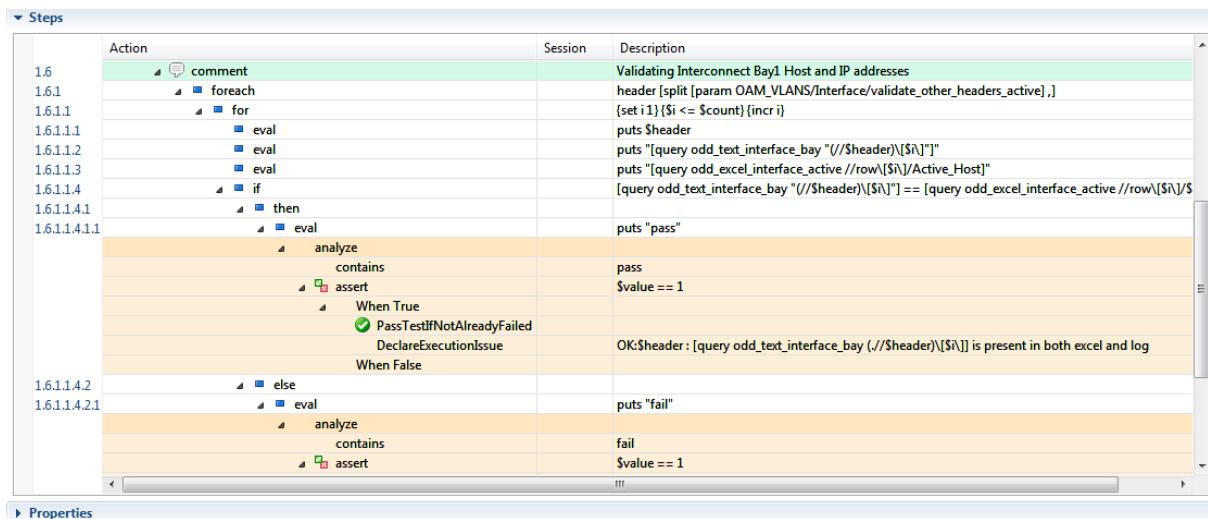 Steps
Action Session Description
1.6 comment Validating Interconnect Bay1 Host and IP addresses
1.6.1 foreach header [split [param OAM_VLANS/Interface/validate_other_headers_active] ,]
1.6.1.1 for {set i 1} {$i <= $count} {incr i}
1.6.1.1.1 eval puts $header
1.6.1.1.2 eval puts "[query odd_text_interface_bay "(//$header)\[$i\]"]"
1.6.1.1.3 eval puts "[query odd_excel_interface_active //row\[$i\]/Active_Host]"
1.6.1.1.4 if [query odd_text_interface_bay "(//$header)\[$i\]"] == [query odd_excel_interface_active //row\[$i\]/$
1.6.1.1.4.1 then
1.6.1.1.4.1.1 eval puts "pass"
analyze
contains pass
assert $value == 1
When True
PassTestIfNotAlreadyFailed
DeclareExecutionIssue OK:$header : [query odd_text_interface_bay (.//$header)\[$i\]] is present in both excel and log
When False
1.6.1.1.4.2 else
1.6.1.1.4.2.1 eval puts "fail"
analyze
contains fail
assert $value == 1
Properties